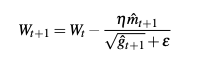 W_{t+1} = W_t - \frac{\eta \hat{m}_{t+1}}{\sqrt{\hat{g}_{t+1}} + \varepsilon}